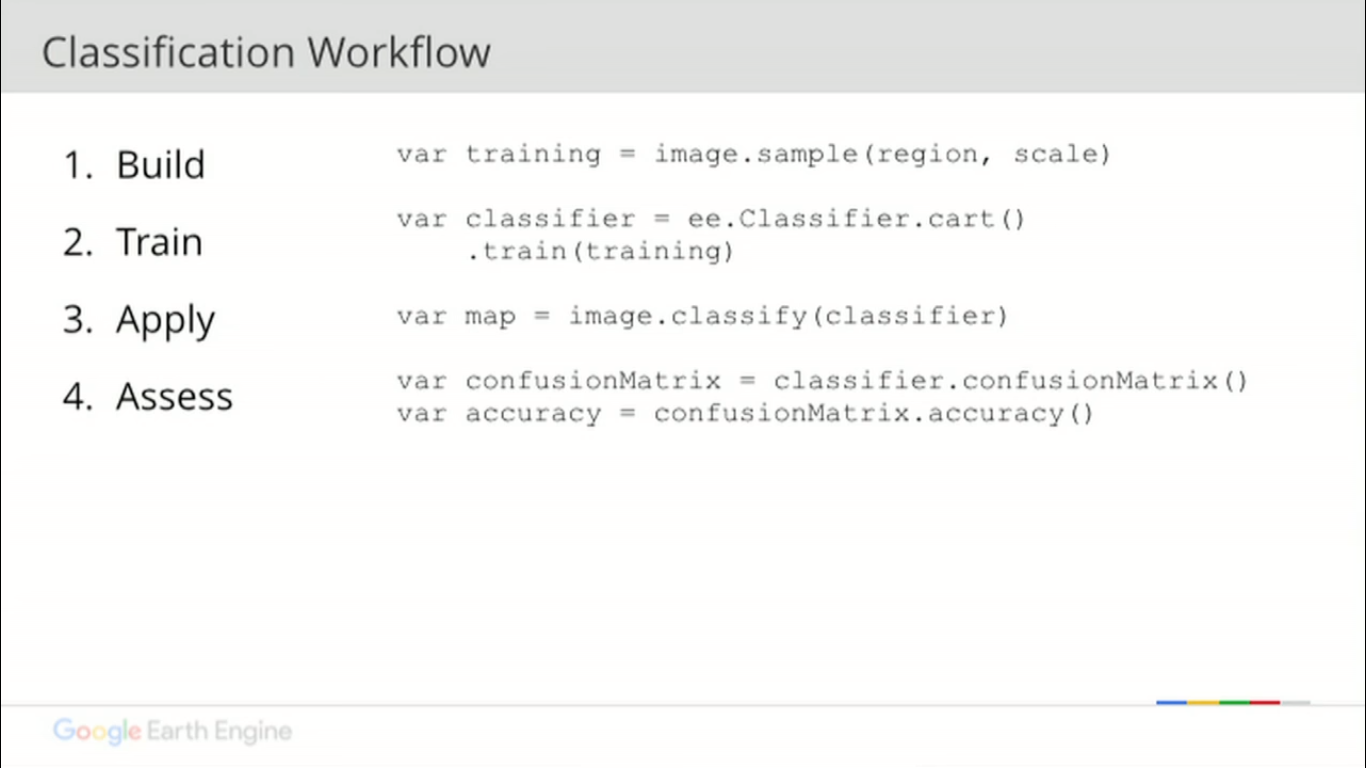 Classification Workflow
1. Build
var training = image.sample(region, scale)
2. Train
var classifier = ee.Classifier.cart()
.train(training)
3. Apply
var map = image.classify(classifier)
4. Assess
var confusionMatrix = classifier.confusionMatrix()
var accuracy = confusionMatrix.accuracy()
Google Earth Engine